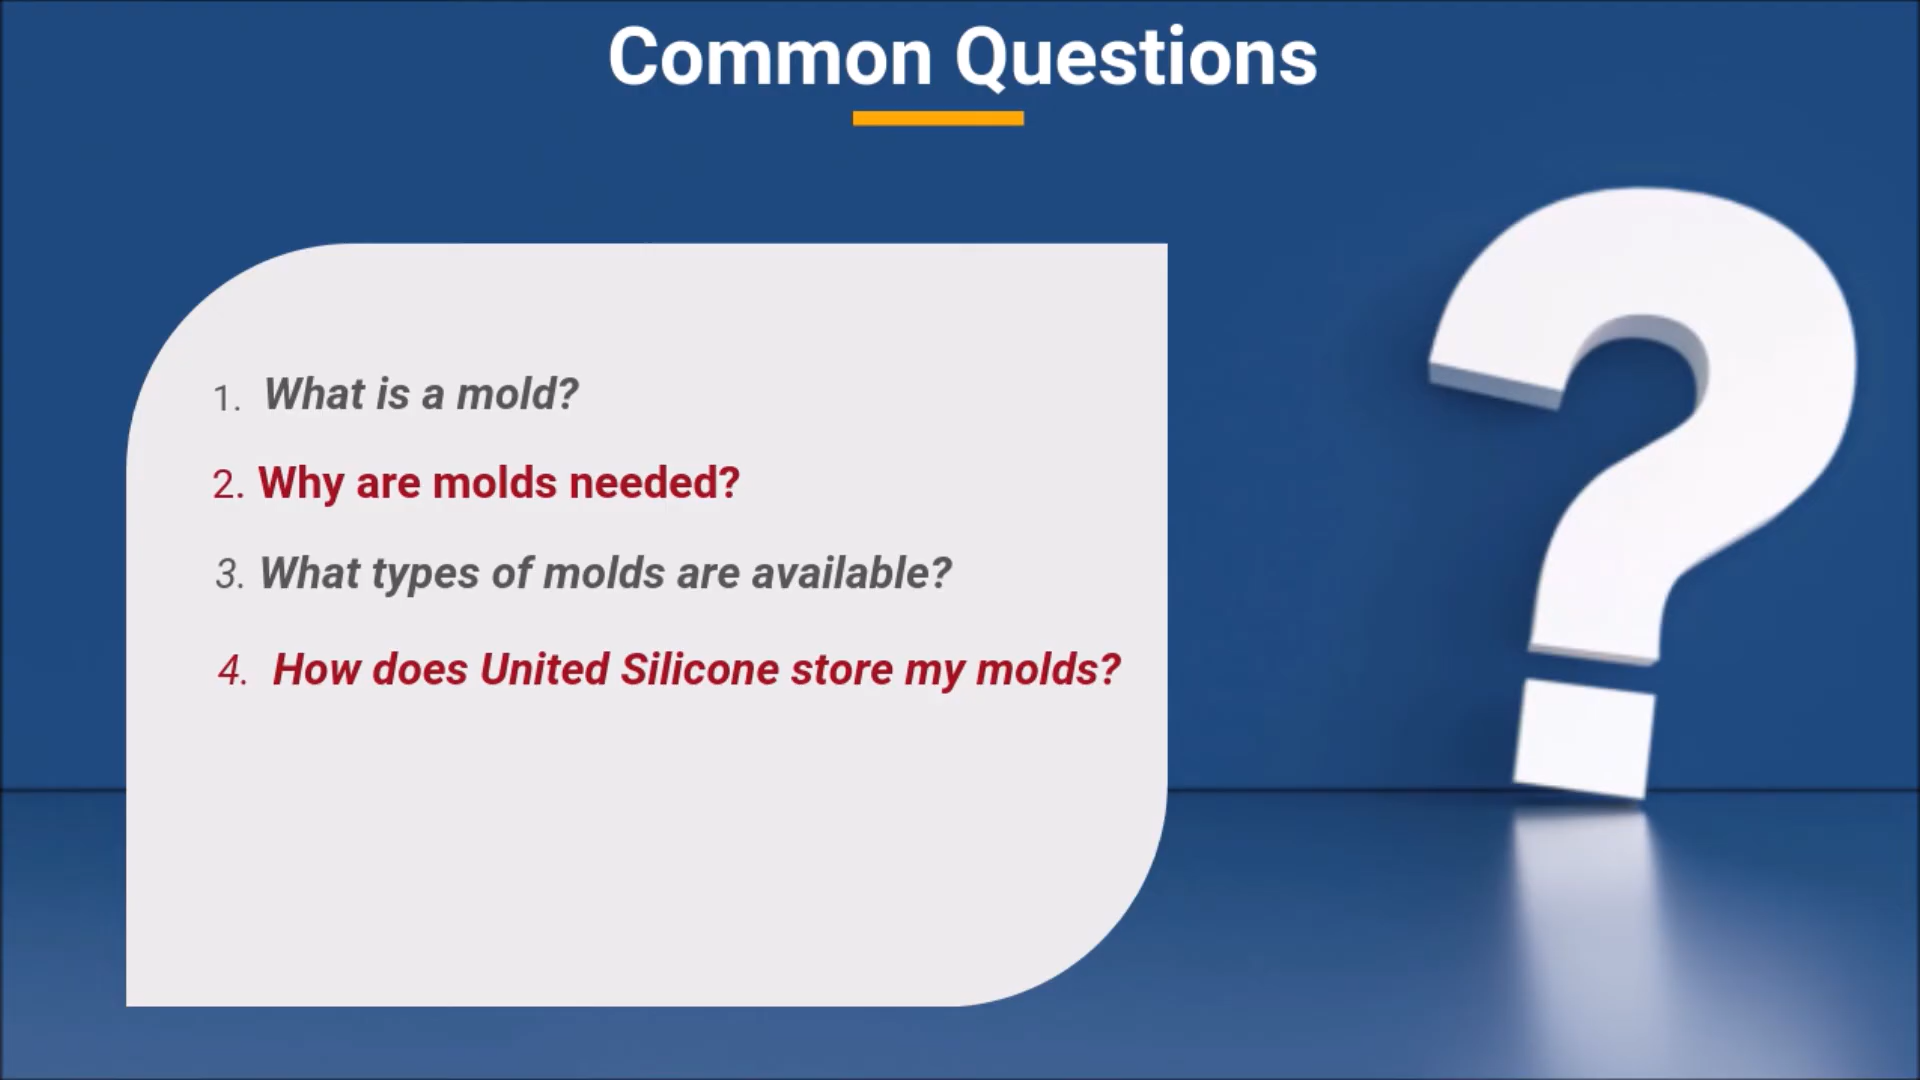 Common Questions
1. What is a mold?
2. Why are molds needed?
3. What types of molds are available?
4. How does United Silicone store my molds?